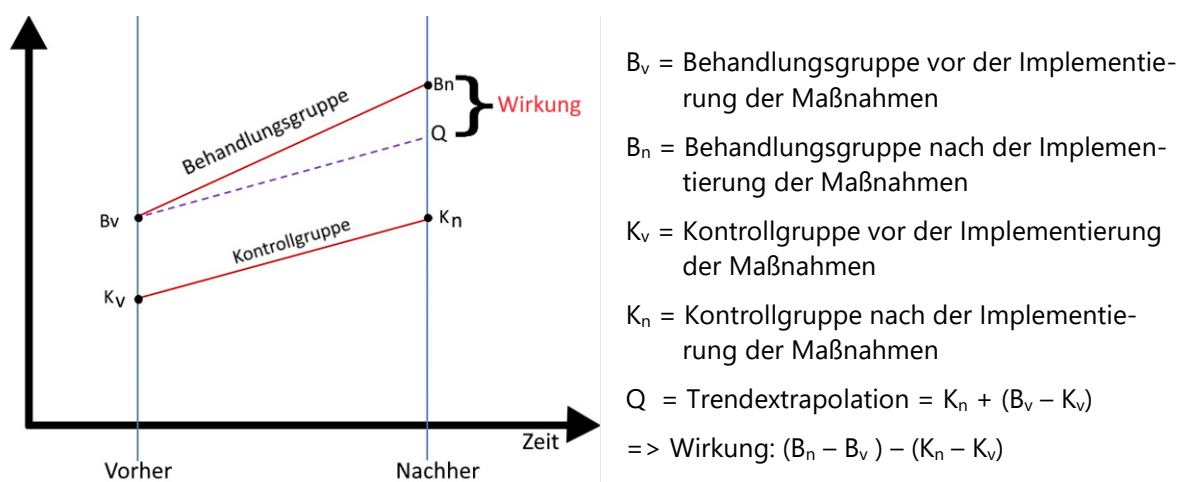 Bn
Wirkung
Behandlungsgruppe
Q
Bv
Kn
Kontrollgruppe
Kv
Zeit
Vorher
Nachher
Bv = Behandlungsgruppe vor der Implementie-
rung der Maßnahmen
Bn = Behandlungsgruppe nach der Implemen-
tierung der Maßnahmen
Kv = Kontrollgruppe vor der Implementierung
der Maßnahmen
Kn = Kontrollgruppe nach der Implementie-
rung der Maßnahmen
Q = Trendextrapolation = Kn + (Bv – Kv)
=> Wirkung: (Bn – Bv ) – (Kn – Kv)